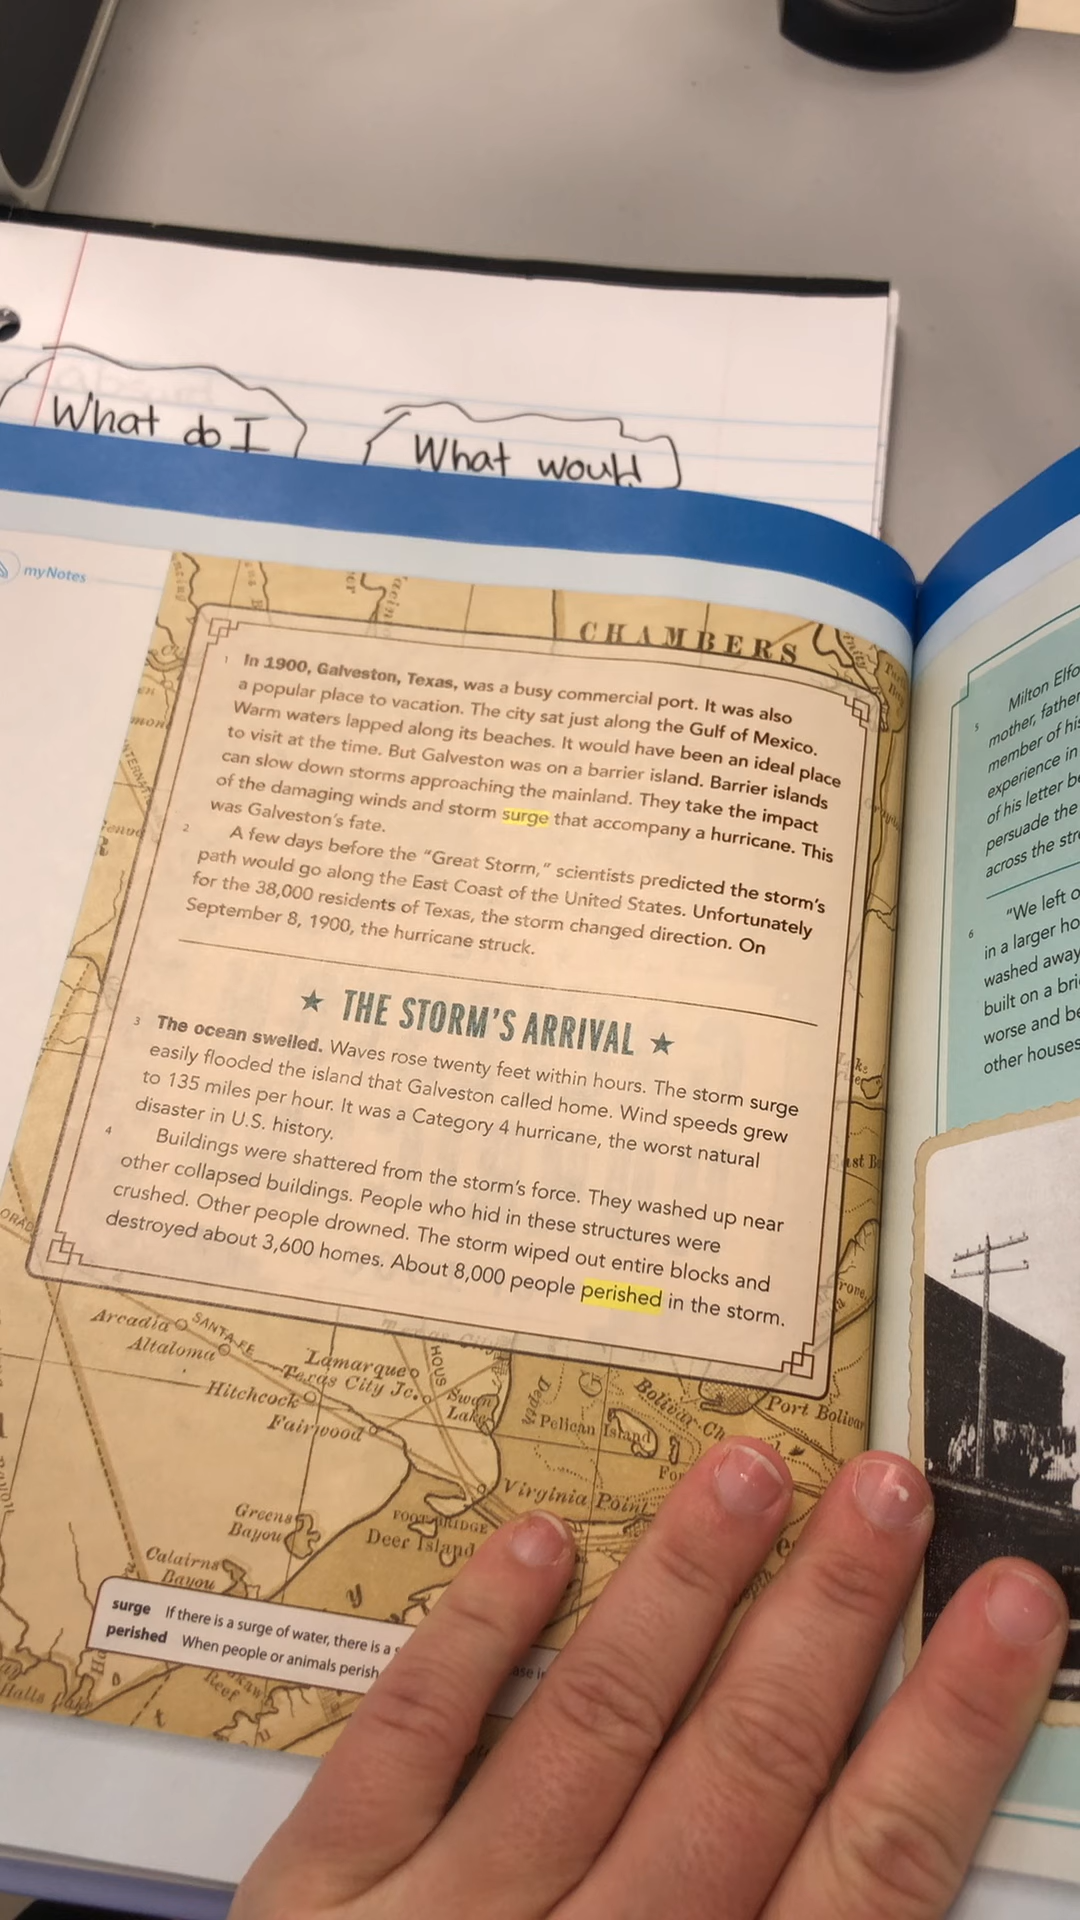 What do I
What would
myNotes
CHAMBERS
1 In 1900, Galveston, Texas, was a busy commercial port. It was also
a popular place to vacation. The city sat just along the Gulf of Mexico.
Warm waters lapped along its beaches. It would have been an ideal place
to visit at the time. But Galveston was on a barrier island. Barrier islands
can slow down storms approaching the mainland. They take the impact
of the damaging winds and storm surge that accompany a hurricane. This
was Galveston's fate.
2 A few days before the "Great Storm," scientists predicted the storm's
path would go along the East Coast of the United States. Unfortunately
for the 38,000 residents of Texas, the storm changed direction. On
September 8, 1900, the hurricane struck.
★ THE STORM'S ARRIVAL ★
3 The ocean swelled. Waves rose twenty feet within hours. The storm surge
easily flooded the island that Galveston called home. Wind speeds grew
to 135 miles per hour. It was a Category 4 hurricane, the worst natural
disaster in U.S. history.
4 Buildings were shattered from the storm's force. They washed up near
other collapsed buildings. People who hid in these structures were
crushed. Other people drowned. The storm wiped out entire blocks and
destroyed about 3,600 homes. About 8,000 people perished in the storm.
Arcadia
SANTA FE
Altaloma
Lamarque
Texas City Jc.
HOUS
Hitchcock
Fairwood
Swan
Lake
Depth
Pelican Island
Bolivar
Port Bolivar
Virginia Point
FOOT BRIDGE
Deer Island
Greens
Bayou
Calairns
Bayou
Reef
Halls Lake
surge If there is a surge of water, there is a
perished When people or animals perish
5 Milton Elfo
mother, father
member of his
experience in
of his letter be
persuade the
across the str
6 "We left o
in a larger ho
washed away
built on a bri
worse and be
other houses